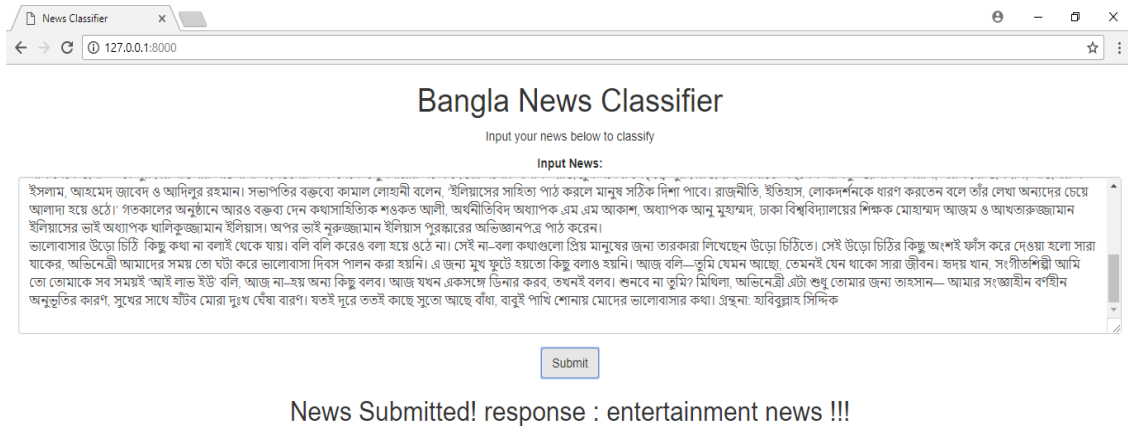 News Classifier
127.0.0.1:8000
Bangla News Classifier
Input your news below to classify
Input News:
ইসলাম, আহমেদ জাবেদ ও আদিলুর রহমান। সভাপতির বক্তব্যে কামাল লোহানী বলেন, 'ইলিয়াসের সাহিত্য পাঠ করলে মানুষ সঠিক দিশা পাবে। রাজনীতি, ইতিহাস, লোকদর্শনকে ধারণ করতেন বলে তাঁর লেখা অন্যদের চেয়ে
আলাদা হয়ে ওঠে।' গতকালের অনুষ্ঠানে আরও বক্তব্য দেন কথাসাহিত্যিক শওকত আলী, অর্থনীতিবিদ অধ্যাপক এম এম আকাশ, অধ্যাপক আনু মুহাম্মদ, ঢাকা বিশ্ববিদ্যালয়ের শিক্ষক মোহাম্মদ আজম ও আখতারুজ্জামান
ইলিয়াসের ভাই অধ্যাপক খালিকুজ্জামান ইলিয়াস। অপর ভাই নূরুজ্জামান ইলিয়াস পুরস্কারের অভিজ্ঞানপত্র পাঠ করেন।
ভালোবাসার উড়ো চিঠি কিছু কথা না বলাই থেকে যায়। বলি বলি করেও বলা হয়ে ওঠে না। সেই না–বলা কথাগুলো প্রিয় মানুষের জন্য তারকারা লিখেছেন উড়ো চিঠিতে। সেই উড়ো চিঠির কিছু অংশই ফাঁস করে দেওয়া হলো সারা
যাকের, অভিনেত্রী আমাদের সময় তো ঘটা করে ভালোবাসা দিবস পালন করা হয়নি। এ জন্য মুখ ফুটে হয়তো কিছু বলাও হয়নি। আজ বলি—তুমি যেমন আছো, তেমনই যেন থাকো সারা জীবন। হৃদয় খান, সংগীতশিল্পী আমি
তো তোমাকে সব সময়ই 'আই লাভ ইউ' বলি, আজ না–হয় অন্য কিছু বলব। আজ যখন একসঙ্গে ডিনার করব, তখনই বলব। শুনবে না তুমি? মিথিলা, অভিনেত্রী এটা শুধু তোমার জন্য তাহসান— আমার সংজ্ঞাহীন বর্ণহীন
অনুভূতির কারণ, সুখের সাথে হাঁটব মোরা দুঃখ ঘেঁষা বারণ। যতই দূরে ততই কাছে সুতো আছে বাঁধা, বাবুই পাখি শোনায় মোদের ভালোবাসার কথা। গ্রন্থনা: হাবিবুল্লাহ সিদ্দিক
Submit
News Submitted! response : entertainment news !!!